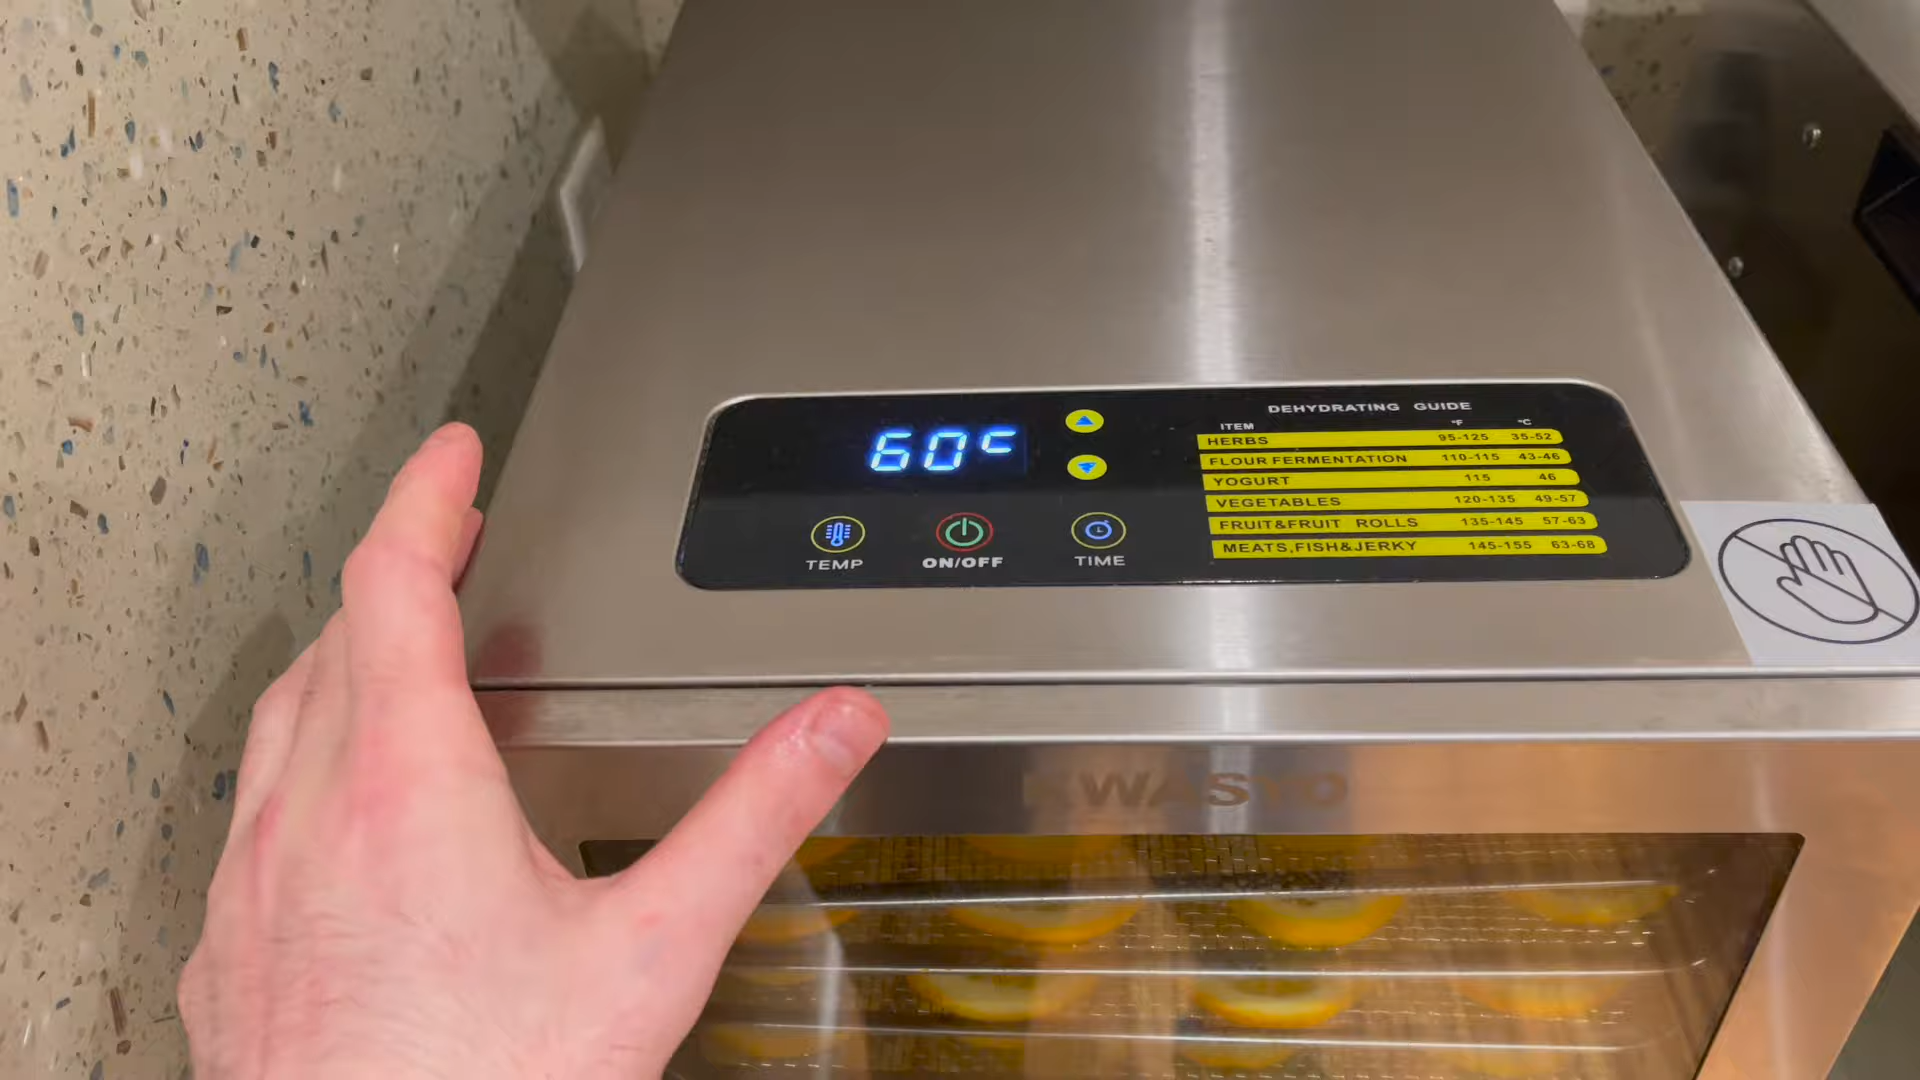 60c
TEMP
ON/OFF
TIME
DEHYDRATING GUIDE
ITEM °F °C
HERBS 95-125 35-52
FLOUR FERMENTATION 110-115 43-46
YOGURT 115 46
VEGETABLES 120-135 49-57
FRUIT&FRUIT ROLLS 135-145 57-63
MEATS,FISH&JERKY 145-155 63-68
KWASYO